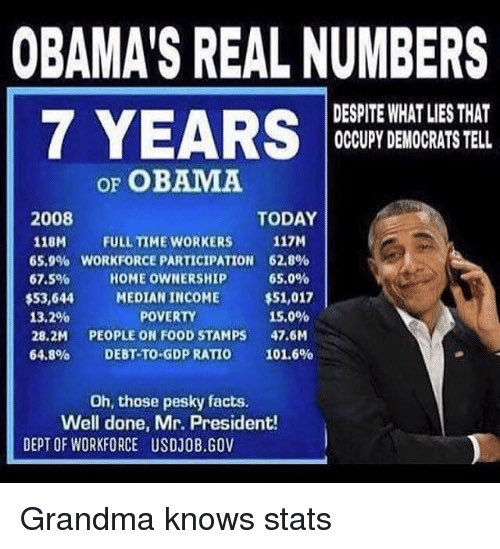 OBAMA'S REAL NUMBERS
7 YEARS
OF OBAMA
DESPITE WHAT LIES THAT
OCCUPY DEMOCRATS TELL
2008 TODAY
118M FULL TIME WORKERS 117M
65.9% WORKFORCE PARTICIPATION 62.8%
67.5% HOME OWNERSHIP 65.0%
$53,644 MEDIAN INCOME $51,017
13.2% POVERTY 15.0%
28.2M PEOPLE ON FOOD STAMPS 47.6M
64.8% DEBT-TO-GDP RATIO 101.6%
Oh, those pesky facts.
Well done, Mr. President!
DEPT OF WORKFORCE USDJOB.GOV
Grandma knows stats